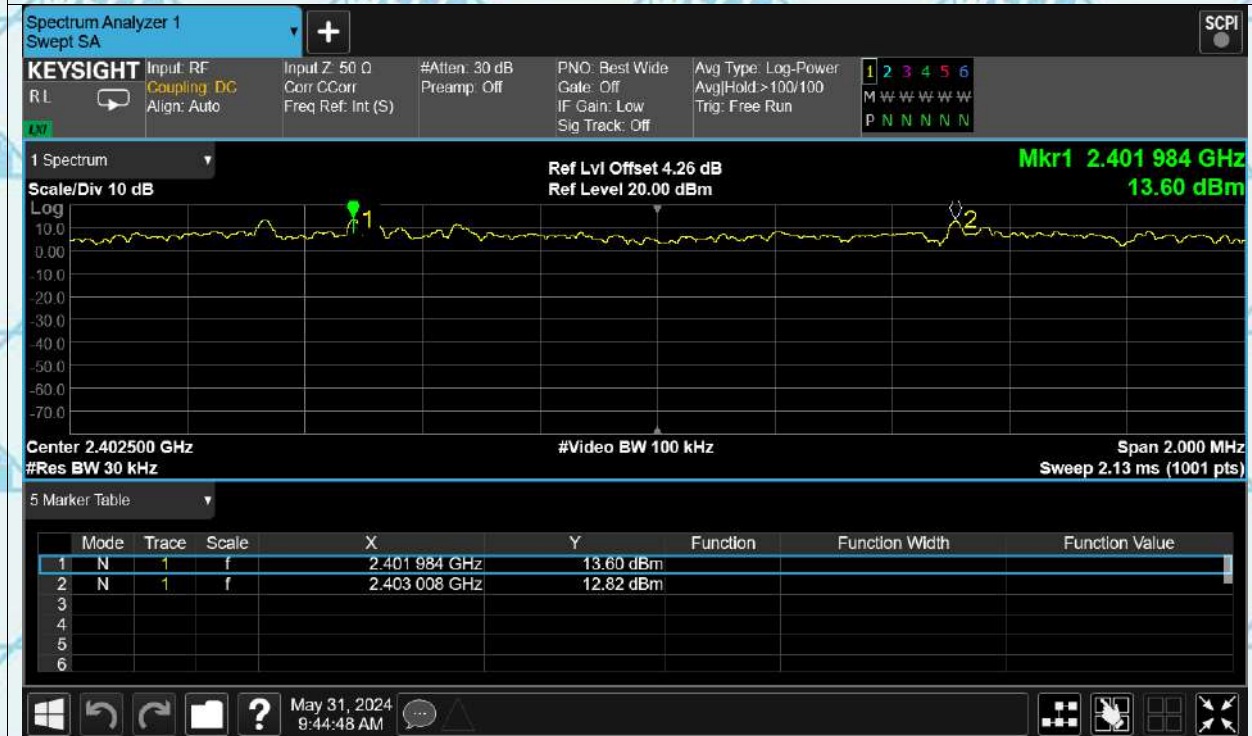 Spectrum Analyzer 1
Swept SA
+
SCPI
KEYSIGHT
RL
LXI
Input: RF
Coupling: DC
Align: Auto
Input Z: 50 Ω
Corr CCorr
Freq Ref: Int (S)
#Atten: 30 dB
Preamp: Off
PNO: Best Wide
Gate: Off
IF Gain: Low
Sig Track: Off
Avg Type: Log-Power
Avg|Hold:>100/100
Trig: Free Run
1 2 3 4 5 6
M W W W W W
P N N N N N
1 Spectrum
Scale/Div 10 dB
Ref Lvl Offset 4.26 dB
Ref Level 20.00 dBm
Mkr1 2.401 984 GHz
13.60 dBm
Log
1
2
10.0
0.00
-10.0
-20.0
-30.0
-40.0
-50.0
-60.0
-70.0
Center 2.402500 GHz
#Video BW 100 kHz
Span 2.000 MHz
#Res BW 30 kHz
Sweep 2.13 ms (1001 pts)
5 Marker Table
Mode Trace Scale X Y Function Function Width Function Value
1 N 1 f 2.401 984 GHz 13.60 dBm
2 N 1 f 2.403 008 GHz 12.82 dBm
3
4
5
6
?
May 31, 2024
9:44:48 AM